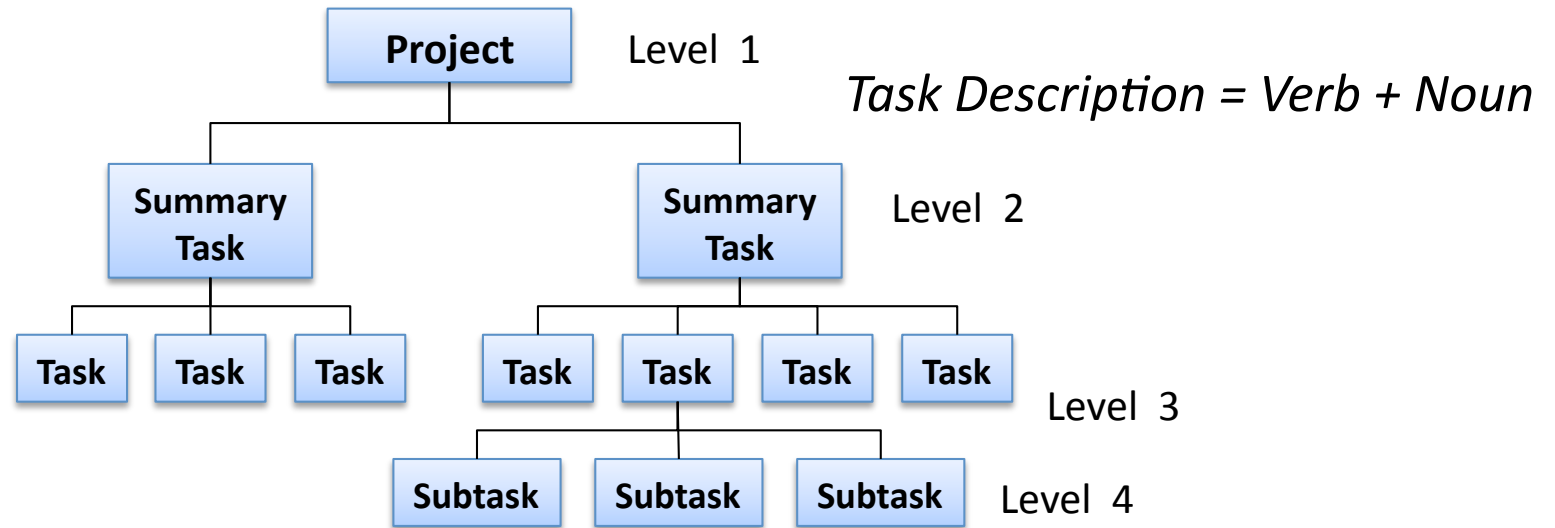 Project
Level 1
Task Description = Verb + Noun
Summary
Task
Summary
Task
Level 2
Task
Task
Task
Task
Task
Task
Task
Level 3
Subtask
Subtask
Subtask
Level 4